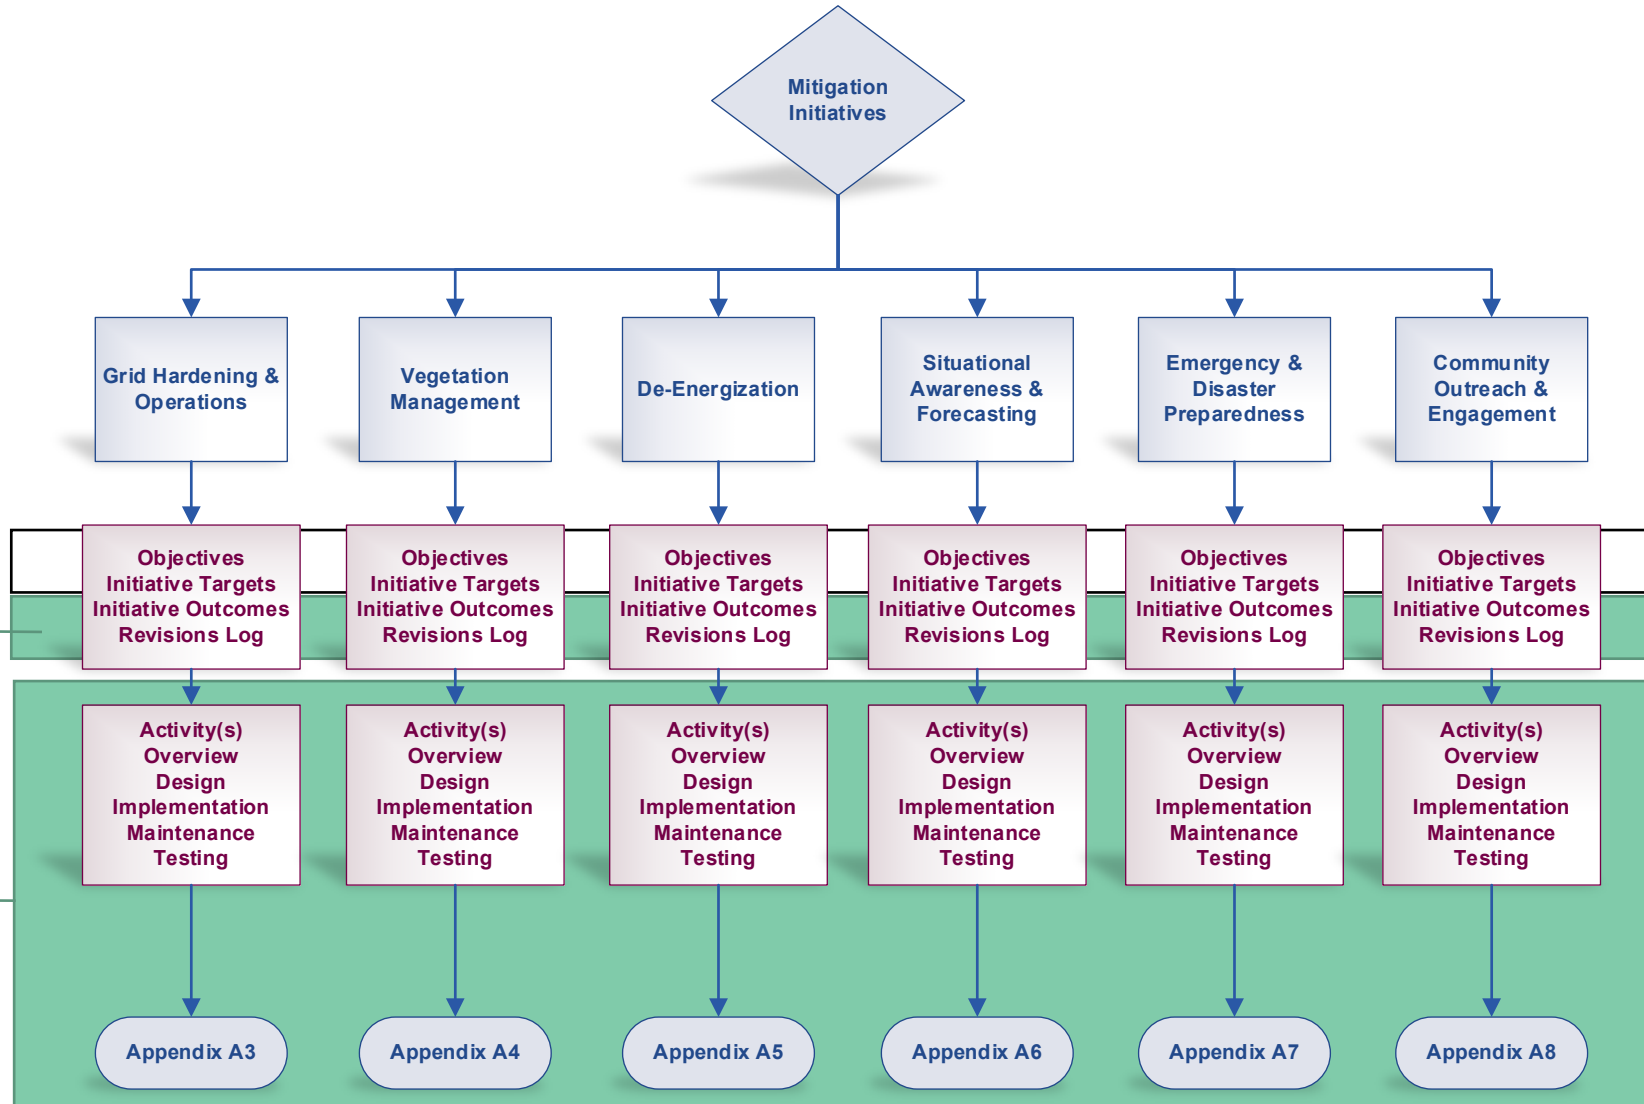 Mitigation
Initiatives
Grid Hardening &
Operations
Vegetation
Management
De-Energization
Situational
Awareness &
Forecasting
Emergency &
Disaster
Preparedness
Community
Outreach &
Engagement
Objectives
Initiative Targets
Initiative Outcomes
Revisions Log
Objectives
Initiative Targets
Initiative Outcomes
Revisions Log
Objectives
Initiative Targets
Initiative Outcomes
Revisions Log
Objectives
Initiative Targets
Initiative Outcomes
Revisions Log
Objectives
Initiative Targets
Initiative Outcomes
Revisions Log
Objectives
Initiative Targets
Initiative Outcomes
Revisions Log
Activity(s)
Overview
Design
Implementation
Maintenance
Testing
Activity(s)
Overview
Design
Implementation
Maintenance
Testing
Activity(s)
Overview
Design
Implementation
Maintenance
Testing
Activity(s)
Overview
Design
Implementation
Maintenance
Testing
Activity(s)
Overview
Design
Implementation
Maintenance
Testing
Activity(s)
Overview
Design
Implementation
Maintenance
Testing
Appendix A3
Appendix A4
Appendix A5
Appendix A6
Appendix A7
Appendix A8